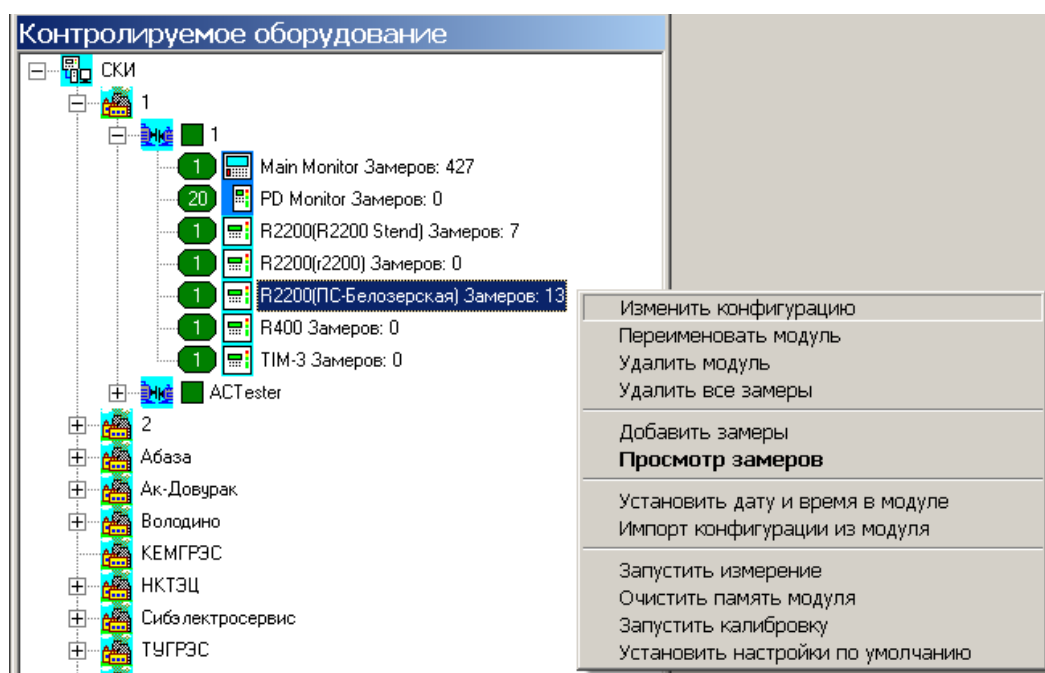 Контролируемое оборудование
СКИ
1
1
1 Main Monitor Замеров: 427
20 PD Monitor Замеров: 0
1 R2200(R2200 Stend) Замеров: 7
1 R2200(r2200) Замеров: 0
1 R2200(ПС-Белозерская) Замеров: 13
1 R400 Замеров: 0
1 TIM-3 Замеров: 0
ACTester
2
Абаза
Ак-Довурак
Володино
КЕМГРЭС
НКТЭЦ
Сибэлектросервис
ТУГРЭС
Изменить конфигурацию
Переименовать модуль
Удалить модуль
Удалить все замеры
Добавить замеры
Просмотр замеров
Установить дату и время в модуле
Импорт конфигурации из модуля
Запустить измерение
Очистить память модуля
Запустить калибровку
Установить настройки по умолчанию